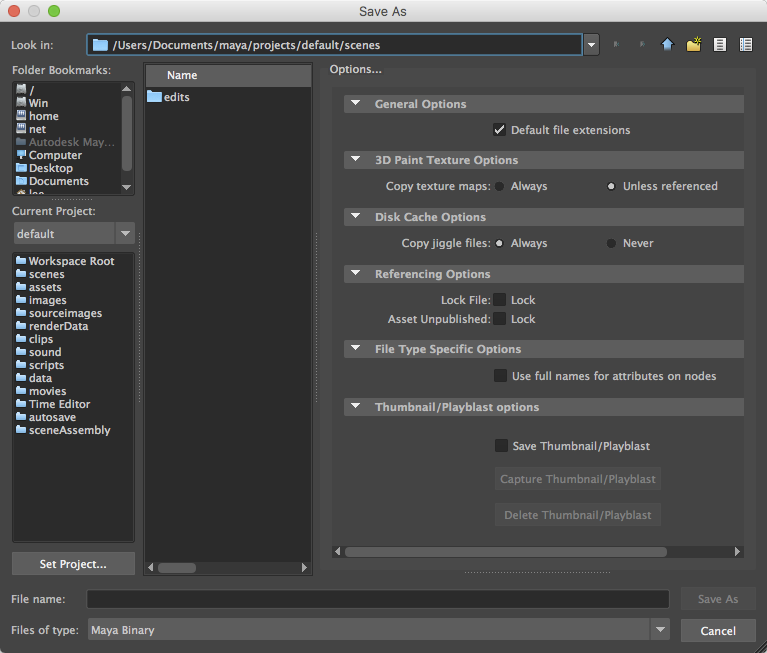 Save As
Look in: /Users/Documents/maya/projects/default/scenes
Folder Bookmarks:
/
Win
home
net
Autodesk May...
Computer
Desktop
Documents
Current Project:
default
Workspace Root
scenes
assets
images
sourceimages
renderData
clips
sound
scripts
data
movies
Time Editor
autosave
sceneAssembly
Set Project...
Name
edits
Options...
General Options
Default file extensions
3D Paint Texture Options
Copy texture maps: Always Unless referenced
Disk Cache Options
Copy jiggle files: Always Never
Referencing Options
Lock File: Lock
Asset Unpublished: Lock
File Type Specific Options
Use full names for attributes on nodes
Thumbnail/Playblast options
Save Thumbnail/Playblast
Capture Thumbnail/Playblast
Delete Thumbnail/Playblast
File name: Save As
Files of type: Maya Binary Cancel